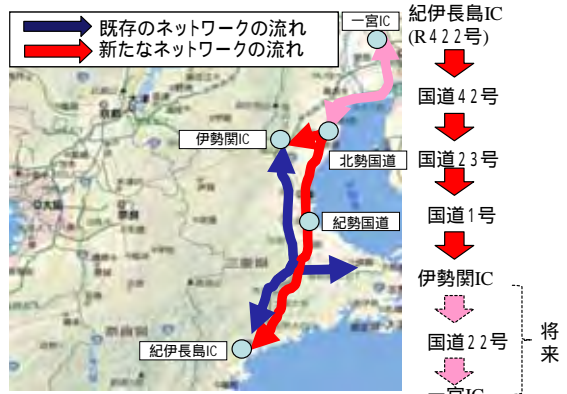 既存のネットワークの流れ
新たなネットワークの流れ
一宮IC
伊勢関IC
北勢国道
紀勢国道
紀伊長島IC
紀伊長島IC
(R422号)
国道42号
国道23号
国道1号
伊勢関IC
国道22号
一宮IC
将来